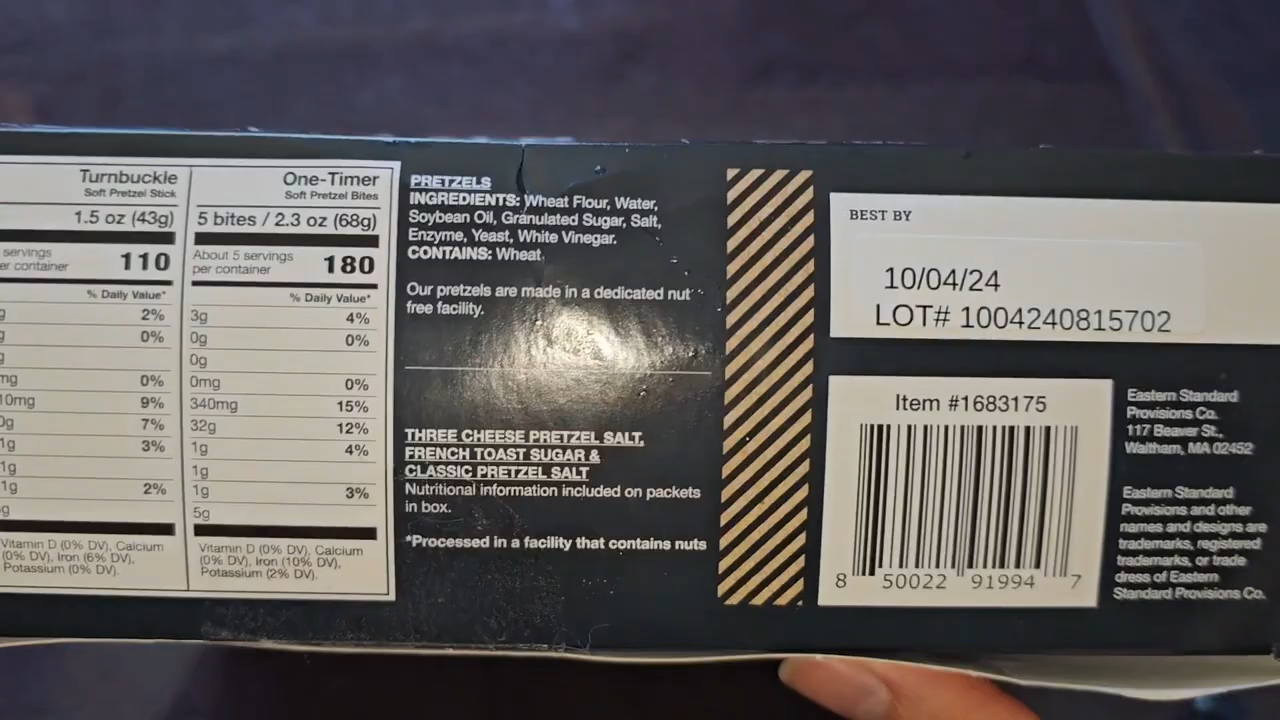 Turnbuckle
Soft Pretzel Stick
1.5 oz (43g)
servings
container
110
% Daily Value*
2%
0%
0%
9%
7%
3%
2%
Vitamin D (0% DV), Calcium
(0% DV), Iron (6% DV),
Potassium (0% DV).
One-Timer
Soft Pretzel Bites
5 bites / 2.3 oz (68g)
About 5 servings
per container
180
% Daily Value*
3g 4%
0g 0%
0g
0mg 0%
340mg 15%
32g 12%
1g 4%
1g
1g 3%
5g
Vitamin D (0% DV), Calcium
(0% DV), Iron (10% DV),
Potassium (2% DV).
PRETZELS
INGREDIENTS: Wheat Flour, Water,
Soybean Oil, Granulated Sugar, Salt,
Enzyme, Yeast, White Vinegar.
CONTAINS: Wheat
Our pretzels are made in a dedicated nut
free facility.
THREE CHEESE PRETZEL SALT,
FRENCH TOAST SUGAR &
CLASSIC PRETZEL SALT
Nutritional information included on packets
in box.
*Processed in a facility that contains nuts
BEST BY
10/04/24
LOT# 1004240815702
Item #1683175
8 50022 91994 7
Eastern Standard
Provisions Co.
117 Beaver St.,
Waltham, MA 02452
Eastern Standard
Provisions and other
names and designs are
trademarks, registered
trademarks, or trade
dress of Eastern
Standard Provisions Co.